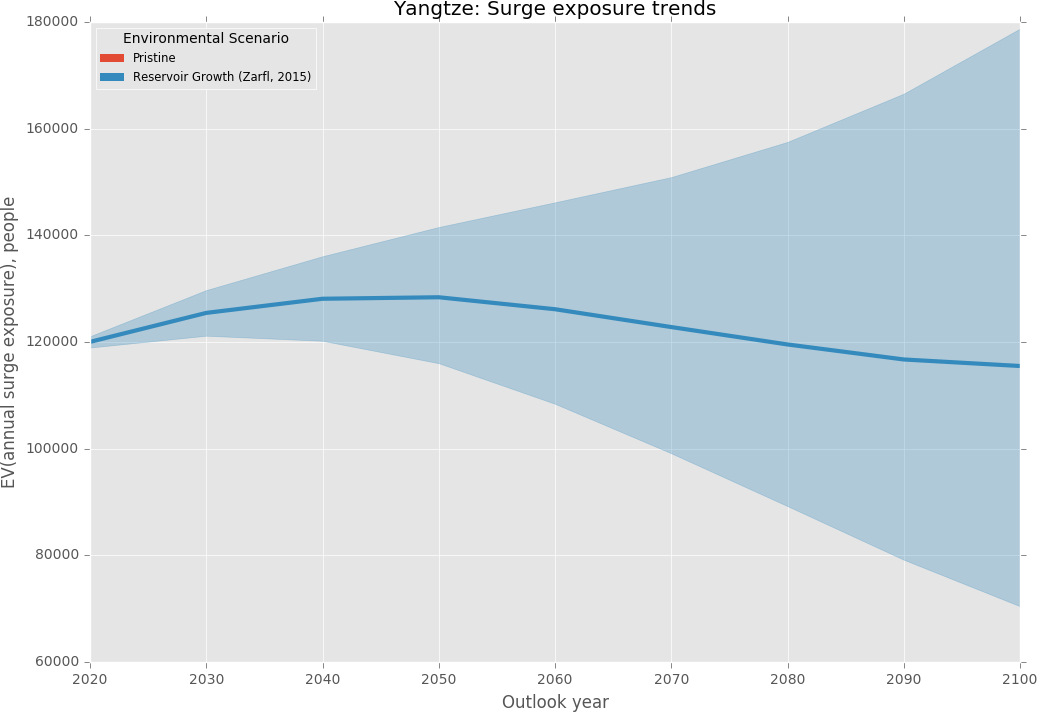 Yangtze: Surge exposure trends
180000
160000
140000
120000
100000
80000
60000
EV(annual surge exposure), people
Environmental Scenario
Pristine
Reservoir Growth (Zarfl, 2015)
2020 2030 2040 2050 2060 2070 2080 2090 2100
Outlook year